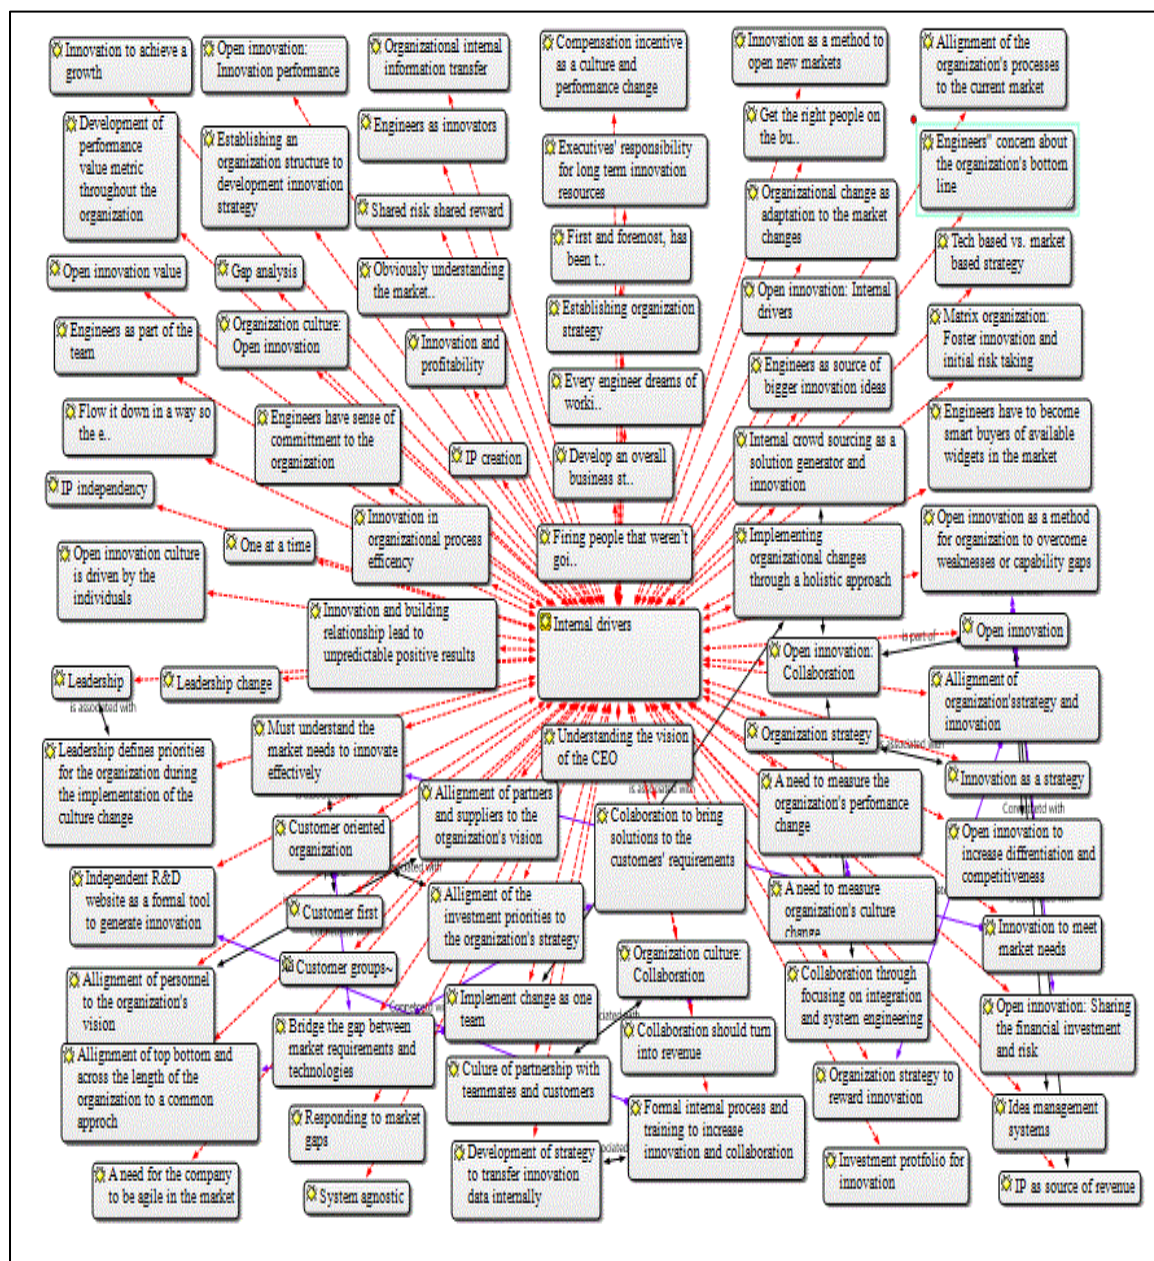 Innovation to achieve a
growth
Open innovation:
Innovation performance
Organizational internal
information transfer
Compensation incentive
as a culture and
performance change
Innovation as a method to
open new markets
Allignment of the
organization's processes
to the current market
Development of
performance
value metric
throughout the
organization
Establishing an
organization structure to
development innovation
strategy
Engineers as innovators
Executives' responsibility
for long term innovation
resources
Get the right people on
the bu..
Engineers" concern about
the organization's bottom
line
Shared risk shared reward
Organizational change as
adaptation to the market
changes
First and foremost, has
been t..
Tech based vs. market
based strategy
Open innovation value
Gap analysis
Obviously understanding
the market..
Open innovation: Internal
drivers
Establishing organization
strategy
Matrix organization:
Foster innovation and
initial risk taking
Engineers as part of the
team
Organization culture:
Open innovation
Innovation and
profitability
Engineers as source of
bigger innovation ideas
Every engineer dreams of
worki..
Flow it down in a way so
the e..
Engineers have sense of
committment to the
organization
IP creation
Develop an overall
business st..
Internal crowd sourcing as a
solution generator and
innovation
Engineers have to become
smart buyers of available
widgets in the market
IP independency
One at a time
Innovation in
organizational process
efficency
Firing people that weren't
goi..
Implementing
organizational changes
through a holistic approach
Open innovation as a method
for organization to overcome
weaknesses or capability gaps
Open innovation culture
is driven by the
individuals
Innovation and building
relationship lead to
unpredictable positive results
Internal drivers
Open innovation:
Collaboration
is part of
Open innovation
Leadership
is associated with
Leadership change
Allignment of
organization'sstrategy and
innovation
Leadership defines priorities
for the organization during
the implementation of the
culture change
Must understand the
market needs to innovate
effectively
Understanding the vision
of the CEO
Organization strategy
is associated with
Innovation as a strategy
Connectd with
Allignment of partners
and suppliers to the
otganization's vision
is associated with
Colaboration to bring
solutions to the
customers' requirements
A need to measure the
organization's perfomance
change
Customer oriented
organization
Open innovation to
increase diffrentiation and
competitiveness
Independent R&D
website as a formal tool
to generate innovation
Customer first
Alligment of the
investment priorities to
the organization's strategy
A need to measure
organization's culture
change
Innovation to meet
market needs
Allignment of personnel
to the organization's
vision
Customer groups~
Organization culture:
Collaboration
Collaboration through
focusing on integration
and system engineering
Implement change as one
team
Open innovation: Sharing
the financial investment
and risk
Bridge the gap between
market requirements and
technologies
Collaboration should turn
into revenue
Allignment of top bottom and
across the length of the
organization to a common
approch
Culure of partnership with
teammates and customers
Organization strategy to
reward innovation
Responding to market
gaps
Formal internal process and
training to increase
innovation and collaboration
Idea management
systems
A need for the company
to be agile in the market
System agnostic
Development of strategy
to transfer innovation
data internally
Investment protfolio for
innovation
IP as source of revenue